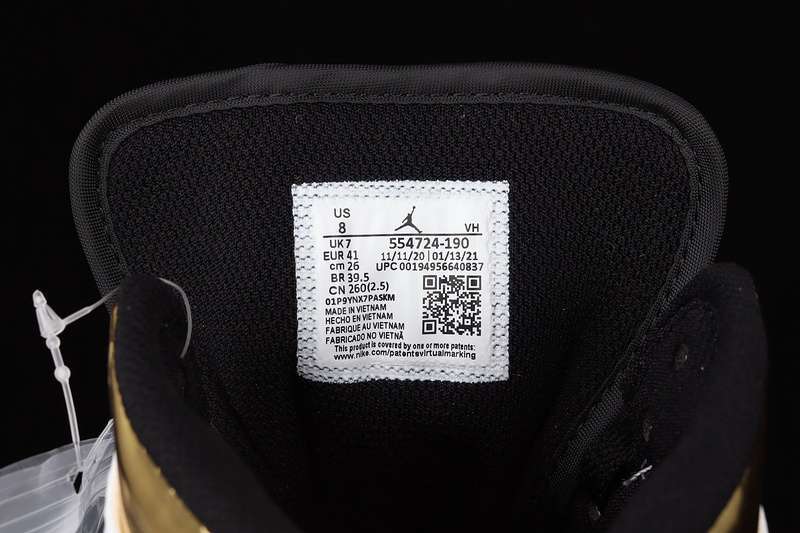 US
8 VH
UK 7 554724-190
EUR 41 11/11/20 | 01/13/21
cm 26 UPC 00194956640837
BR 39.5
CN 260(2.5)
01P9YNX7PASKM
MADE IN VIETNAM
HECHO EN VIETNAM
FABRIQUE AU VIETNAM
FABRICADO NO VIETNÃ
This product is covered by one or more patents:
www.nike.com/patentsvirtualmarking